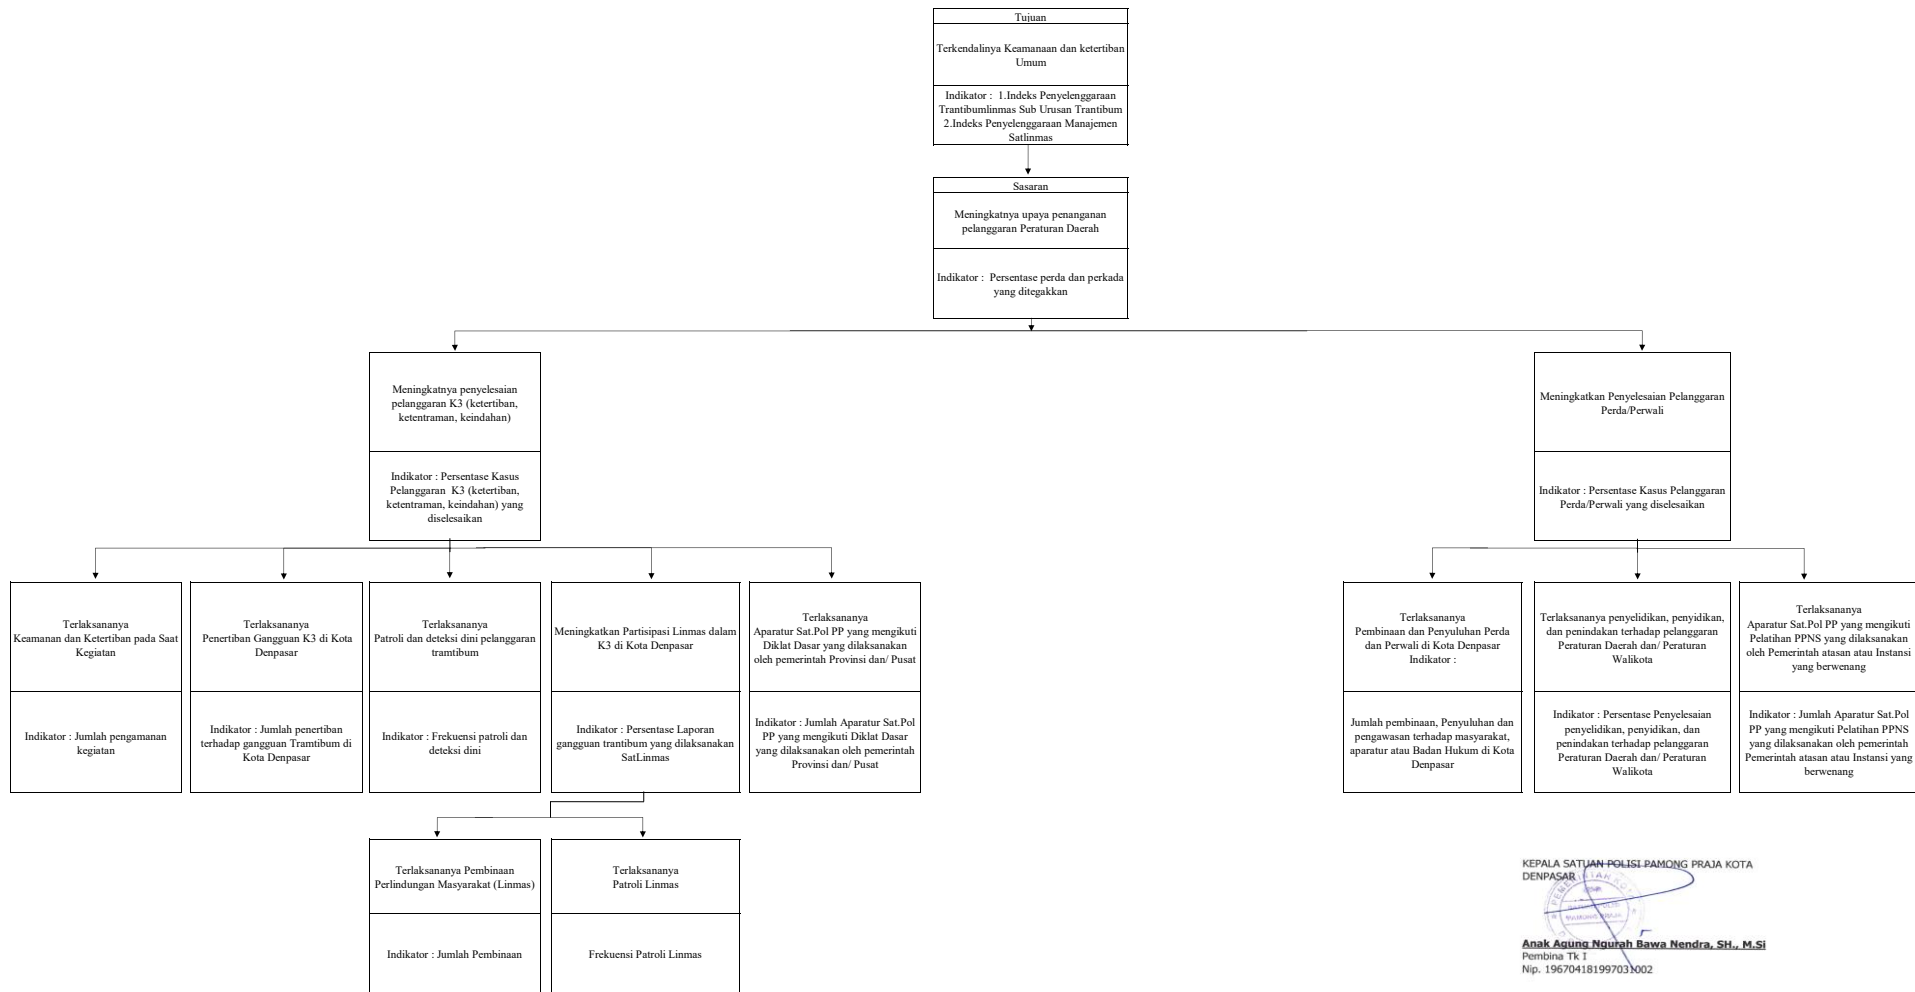 Tujuan
Terkendalinya Keamanaan dan ketertiban
Umum
Indikator :  1.Indeks Penyelenggaraan
Trantibumlinmas Sub Urusan Trantibum
2.Indeks Penyelenggaraan Manajemen
Satlinmas
Sasaran
Meningkatnya upaya penanganan
pelanggaran Peraturan Daerah
Indikator :  Persentase perda dan perkada
yang ditegakkan
Meningkatnya penyelesaian
pelanggaran K3 (ketertiban,
ketentraman, keindahan)
Indikator : Persentase Kasus
Pelanggaran  K3 (ketertiban,
ketentraman, keindahan) yang
diselesaikan
Meningkatkan Penyelesaian Pelanggaran
Perda/Perwali
Indikator : Persentase Kasus Pelanggaran
Perda/Perwali yang diselesaikan
Terlaksananya
Keamanan dan Ketertiban pada Saat
Kegiatan
Indikator : Jumlah pengamanan
kegiatan
Terlaksananya
Penertiban Gangguan K3 di Kota
Denpasar
Indikator : Jumlah penertiban
terhadap gangguan Tramtibum di
Kota Denpasar
Terlaksananya
Patroli dan deteksi dini pelanggaran
tramtibum
Indikator : Frekuensi patroli dan
deteksi dini
Meningkatkan Partisipasi Linmas dalam
K3 di Kota Denpasar
Indikator : Persentase Laporan
gangguan trantibum yang dilaksanakan
SatLinmas
Terlaksananya
Aparatur Sat.Pol PP yang mengikuti
Diklat Dasar yang dilaksanakan
oleh pemerintah Provinsi dan/ Pusat
Indikator : Jumlah Aparatur Sat.Pol
PP yang mengikuti Diklat Dasar
yang dilaksanakan oleh pemerintah
Provinsi dan/ Pusat
Terlaksananya
Pembinaan dan Penyuluhan Perda
dan Perwali di Kota Denpasar
Indikator :
Jumlah pembinaan, Penyuluhan dan
pengawasan terhadap masyarakat,
aparatur atau Badan Hukum di Kota
Denpasar
Terlaksananya penyelidikan, penyidikan,
dan penindakan terhadap pelanggaran
Peraturan Daerah dan/ Peraturan
Walikota
Indikator : Persentase Penyelesaian
penyelidikan, penyidikan, dan
penindakan terhadap pelanggaran
Peraturan Daerah dan/ Peraturan
Walikota
Terlaksananya
Aparatur Sat.Pol PP yang mengikuti
Pelatihan PPNS yang dilaksanakan
oleh Pemerintah atasan atau Instansi
yang berwenang
Indikator : Jumlah Aparatur Sat.Pol
PP yang mengikuti Pelatihan PPNS
yang dilaksanakan oleh pemerintah
Pemerintah atasan atau Instansi yang
berwenang
Terlaksananya Pembinaan
Perlindungan Masyarakat (Linmas)
Indikator : Jumlah Pembinaan
Terlaksananya
Patroli Linmas
Frekuensi Patroli Linmas
KEPALA SATUAN POLISI PAMONG PRAJA KOTA
DENPASAR
PEMERINTAH KOTA
Anak Agung Ngurah Bawa Nendra, SH., M.Si
Pembina Tk I
Nip. 196704181997031002